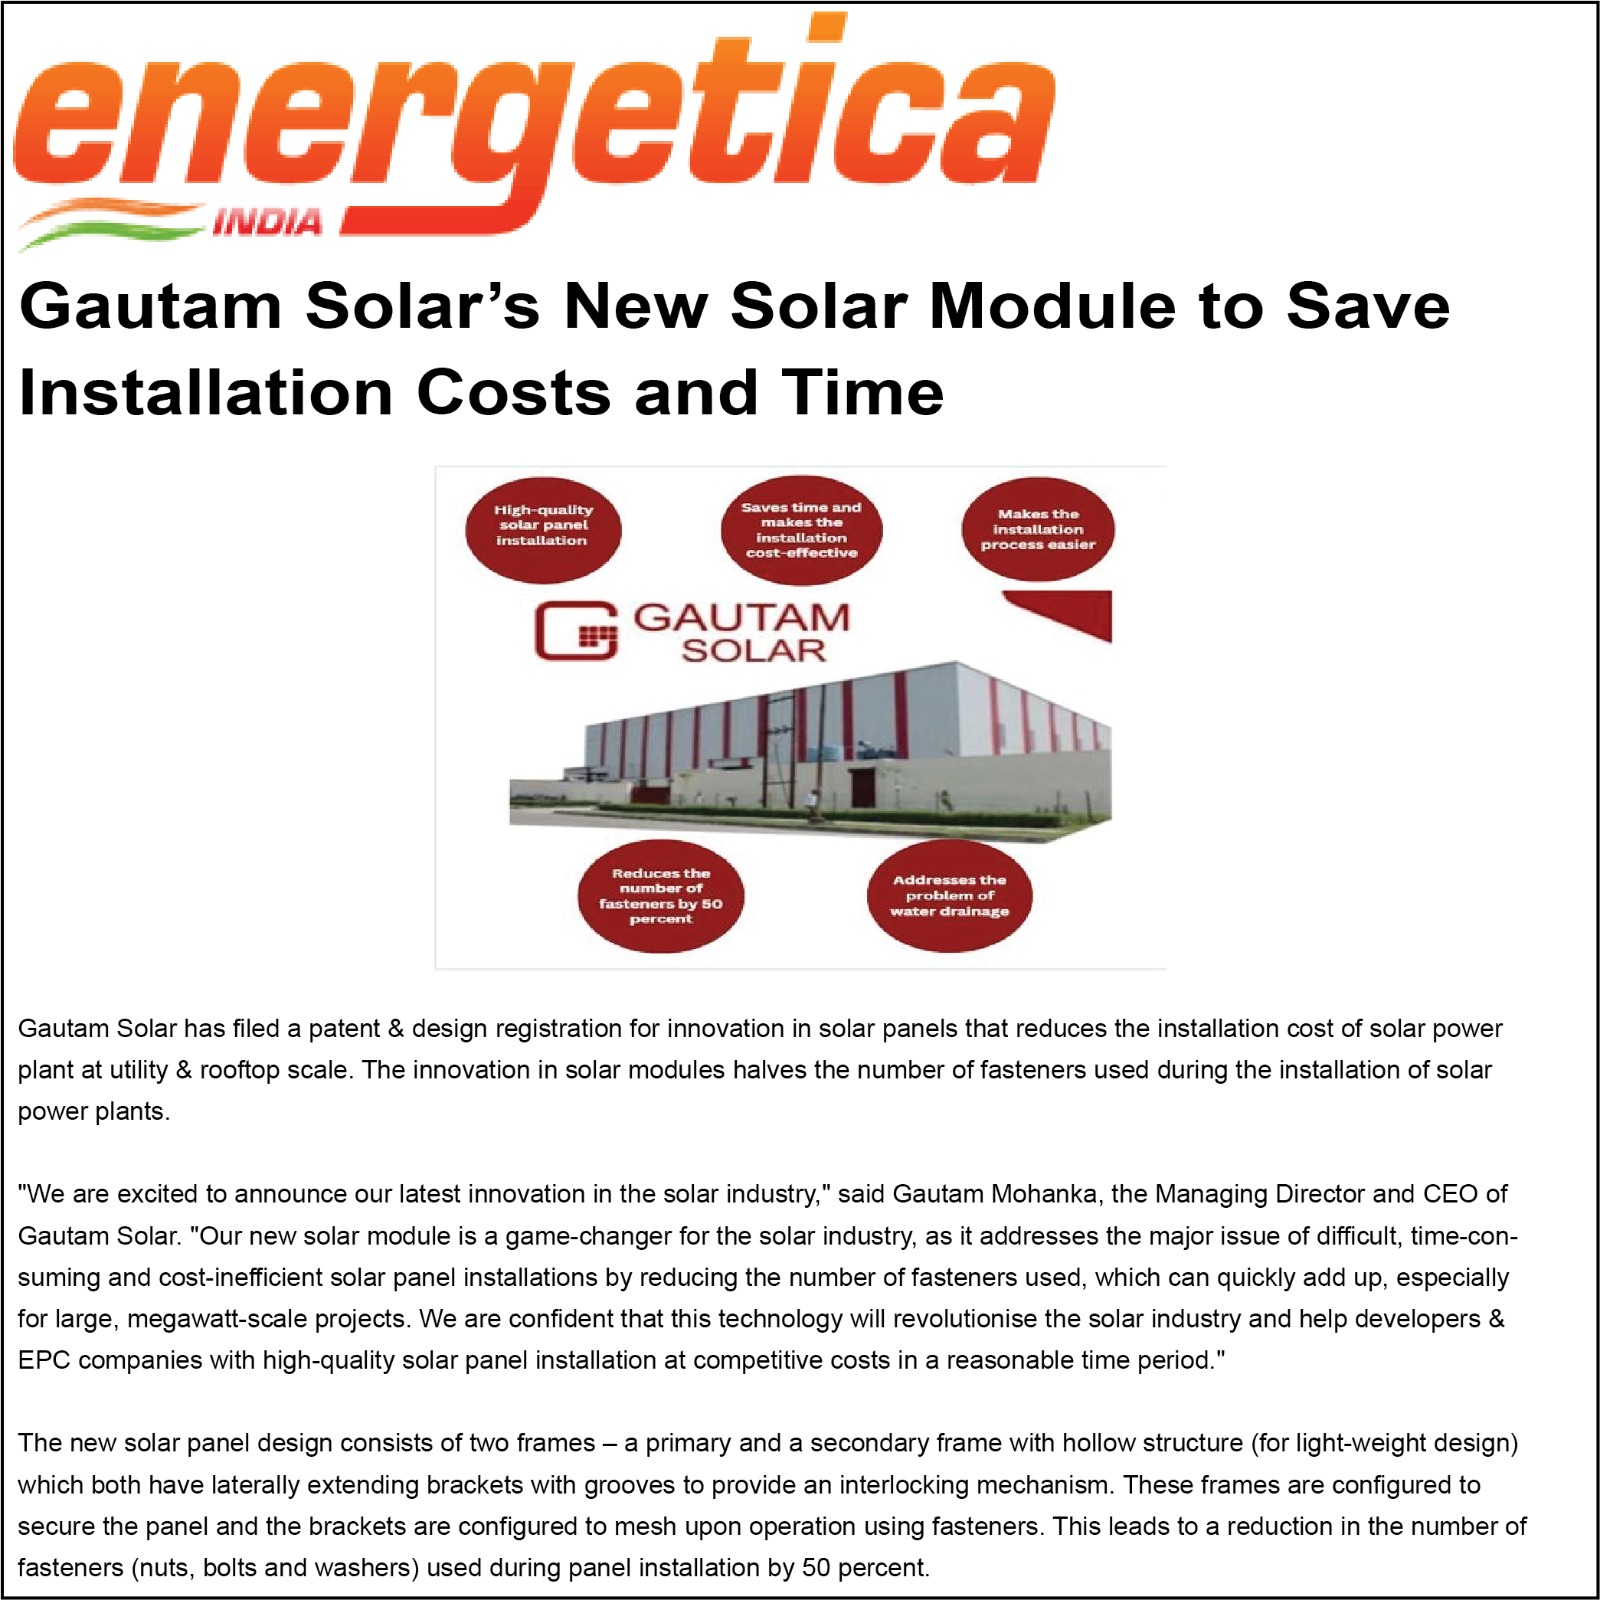 energetica
INDIA
Gautam Solar’s New Solar Module to Save
Installation Costs and Time
High-quality
solar panel
installation
Saves time and
makes the
installation
cost-effective
Makes the
installation
process easier
GAUTAM
SOLAR
Reduces the
number of
fasteners by 50
percent
Addresses the
problem of
water drainage
Gautam Solar has filed a patent & design registration for innovation in solar panels that reduces the installation cost of solar power
plant at utility & rooftop scale. The innovation in solar modules halves the number of fasteners used during the installation of solar
power plants.
"We are excited to announce our latest innovation in the solar industry," said Gautam Mohanka, the Managing Director and CEO of
Gautam Solar. "Our new solar module is a game-changer for the solar industry, as it addresses the major issue of difficult, time-con-
suming and cost-inefficient solar panel installations by reducing the number of fasteners used, which can quickly add up, especially
for large, megawatt-scale projects. We are confident that this technology will revolutionise the solar industry and help developers &
EPC companies with high-quality solar panel installation at competitive costs in a reasonable time period."
The new solar panel design consists of two frames – a primary and a secondary frame with hollow structure (for light-weight design)
which both have laterally extending brackets with grooves to provide an interlocking mechanism. These frames are configured to
secure the panel and the brackets are configured to mesh upon operation using fasteners. This leads to a reduction in the number of
fasteners (nuts, bolts and washers) used during panel installation by 50 percent.